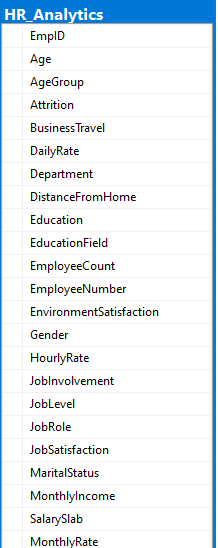 HR_Analytics
EmpID
Age
AgeGroup
Attrition
BusinessTravel
DailyRate
Department
DistanceFromHome
Education
EducationField
EmployeeCount
EmployeeNumber
EnvironmentSatisfaction
Gender
HourlyRate
JobInvolvement
JobLevel
JobRole
JobSatisfaction
MaritalStatus
MonthlyIncome
SalarySlab
MonthlyRate